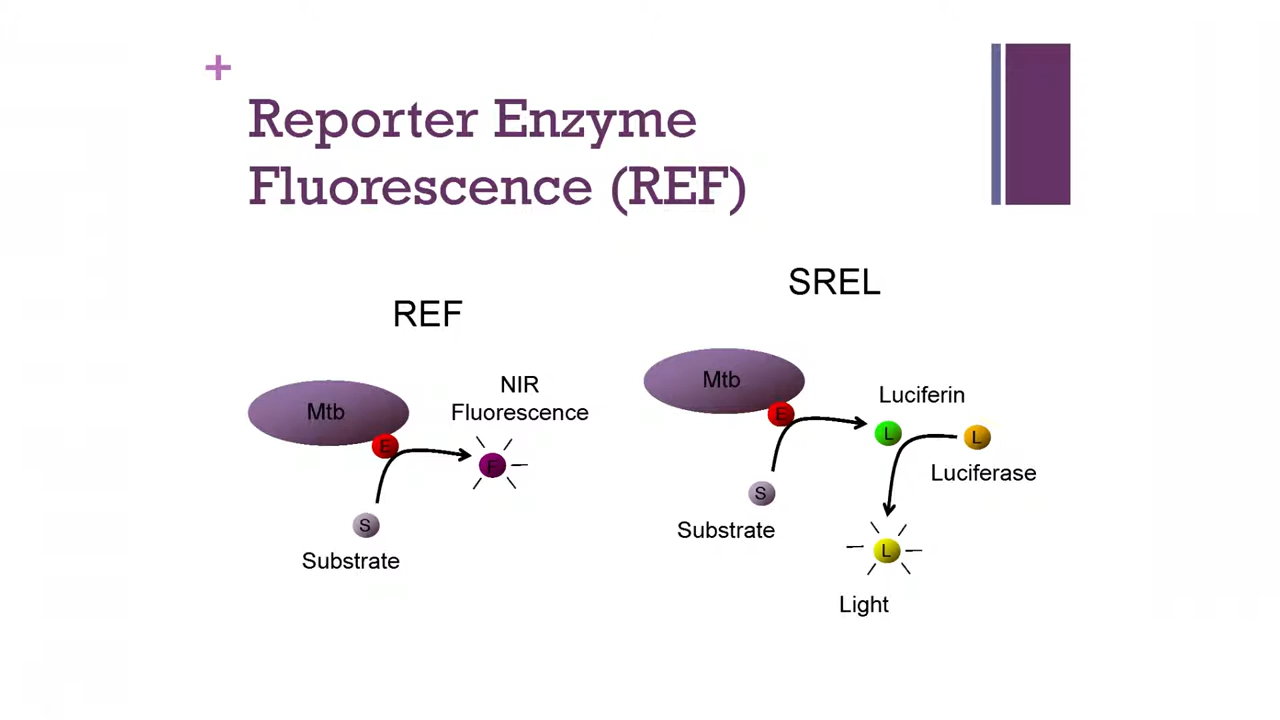 +
Reporter Enzyme
Fluorescence (REF)
REF
Mtb
E
NIR
Fluorescence
F
S
Substrate
SREL
Mtb
E
Luciferin
L
L
Luciferase
S
Substrate
L
Light